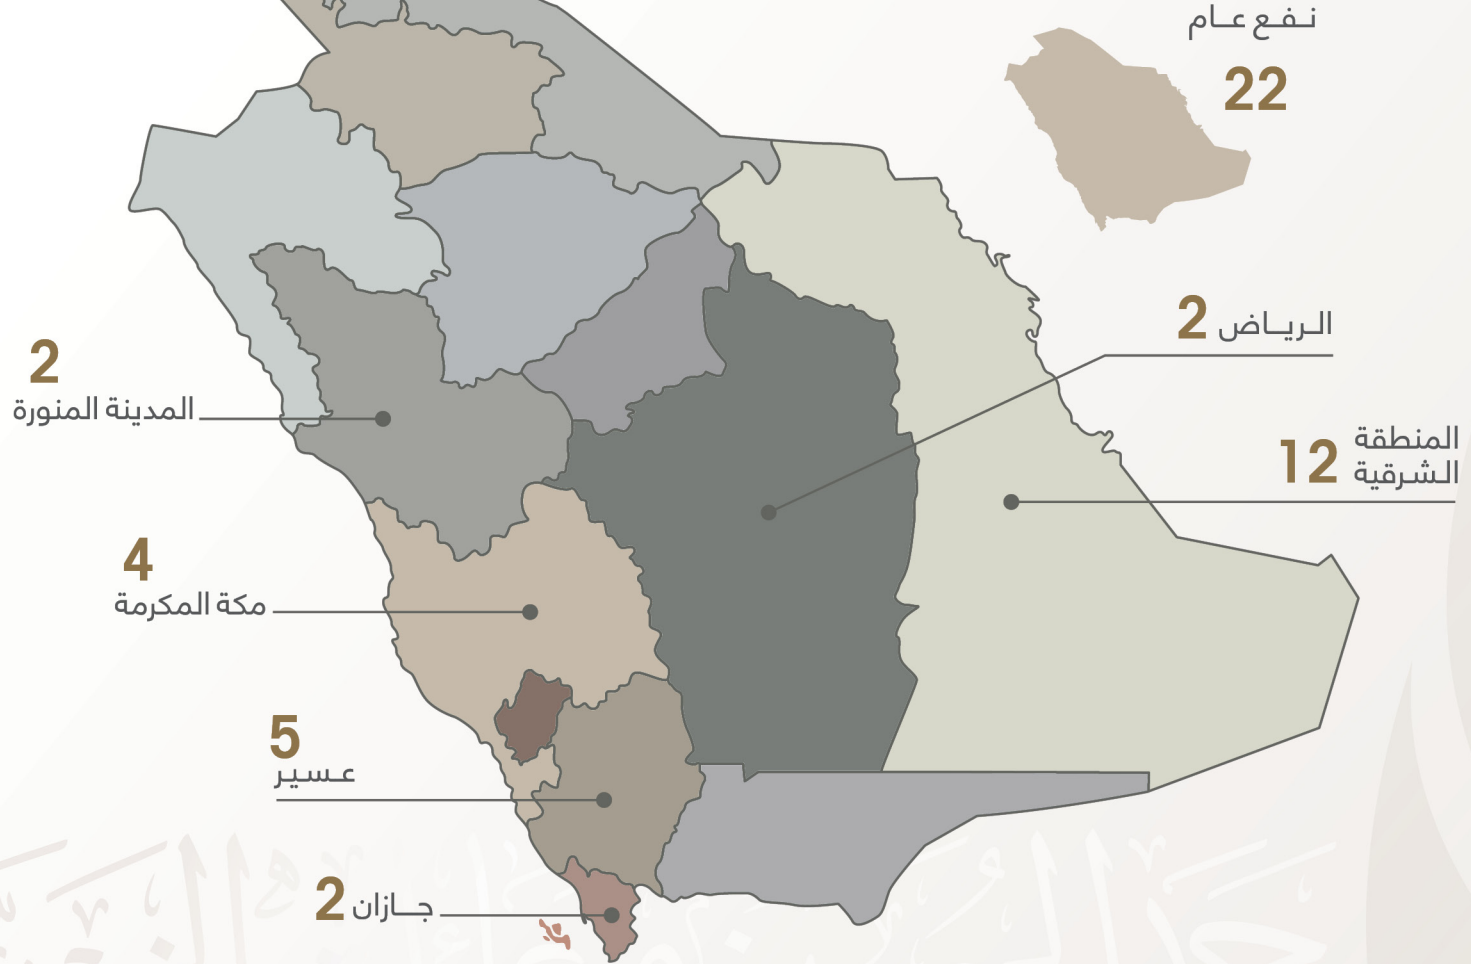 نفع عام
22
الرياض 2
2
المدينة المنورة
المنطقة
الشرقية
12
4
مكة المكرمة
5
عسير
جازان 2